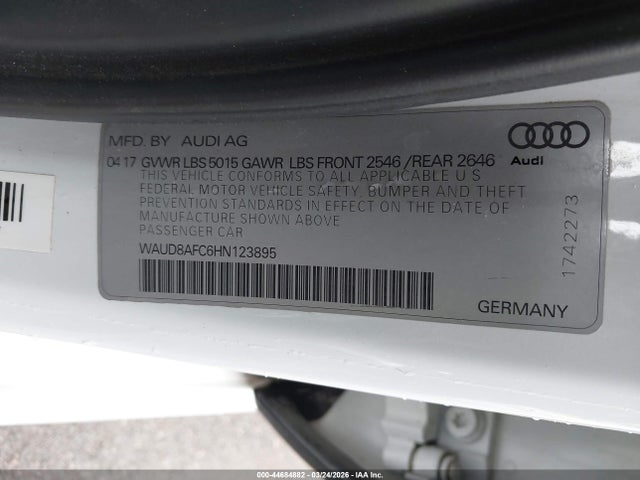 MFD. BY AUDI AG
04 17 GVWR LBS 5015 GAWR LBS FRONT 2546 /REAR 2646
THIS VEHICLE CONFORMS TO ALL APPLICABLE U S
FEDERAL MOTOR VEHICLE SAFETY, BUMPER AND THEFT
PREVENTION STANDARDS IN EFFECT ON THE DATE OF
MANUFACTURE SHOWN ABOVE
PASSENGER CAR
WAUD8AFC6HN123895
Audi
1742273
GERMANY
000-44684882 - 03/24/2026 - IAAHC.COM